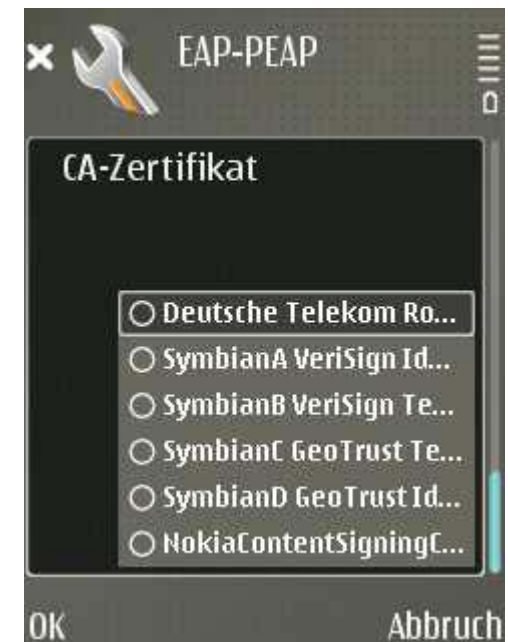 EAP-PEAP
CA-Zertifikat
Deutsche Telekom Ro...
SymbianA VeriSign Id...
SymbianB VeriSign Te...
SymbianC GeoTrust Te...
SymbianD GeoTrust Id...
NokiaContentSigningC...
OK Abbruch